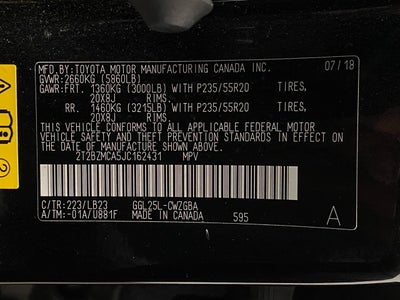 MFD.BY:TOYOTA MOTOR MANUFACTURING CANADA INC. 07/18
GVWR:2660KG (5860LB)
GAWR:FRT. 1360KG (3000LB) WITH P235/55R20 TIRES,
20X8J RIMS.
RR. 1460KG (3215LB) WITH P235/55R20 TIRES,
20X8J RIMS.
THIS VEHICLE CONFORMS TO ALL APPLICABLE FEDERAL MOTOR
VEHICLE SAFETY AND THEFT PREVENTION STANDARDS IN EFFECT
ON THE DATE OF MANUFACTURE SHOWN ABOVE.
2T2BZMCA5JC162431 MPV
C/TR:223/LB23 GGL25L-CWZGBA
A/TM:-01A/U881F MADE IN CANADA 595 A